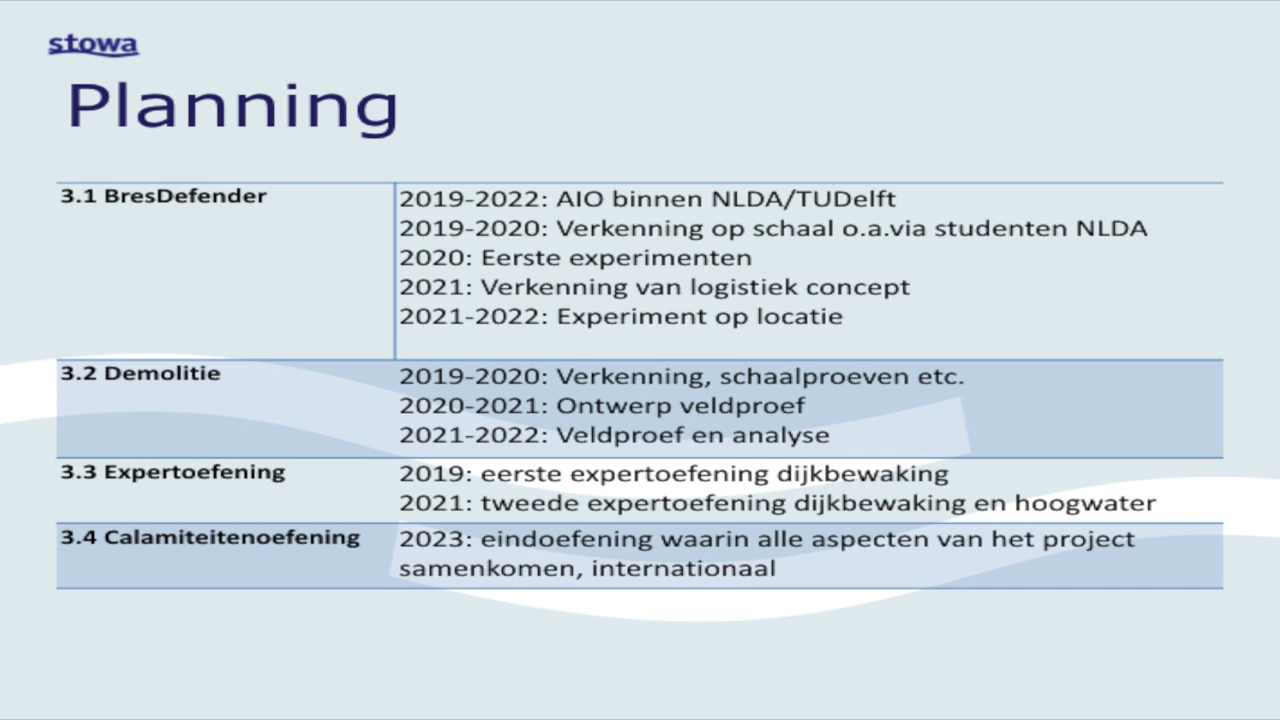 stowa
Planning
3.1 BresDefender
2019-2022: AIO binnen NLDA/TUDelft
2019-2020: Verkenning op schaal o.a.via studenten NLDA
2020: Eerste experimenten
2021: Verkenning van logistiek concept
2021-2022: Experiment op locatie
3.2 Demolitie
2019-2020: Verkenning, schaalproeven etc.
2020-2021: Ontwerp veldproef
2021-2022: Veldproef en analyse
3.3 Expertoefening
2019: eerste expertoefening dijkbewaking
2021: tweede expertoefening dijkbewaking en hoogwater
3.4 Calamiteitenoefening
2023: eindoefening waarin alle aspecten van het project
samenkomen, internationaal